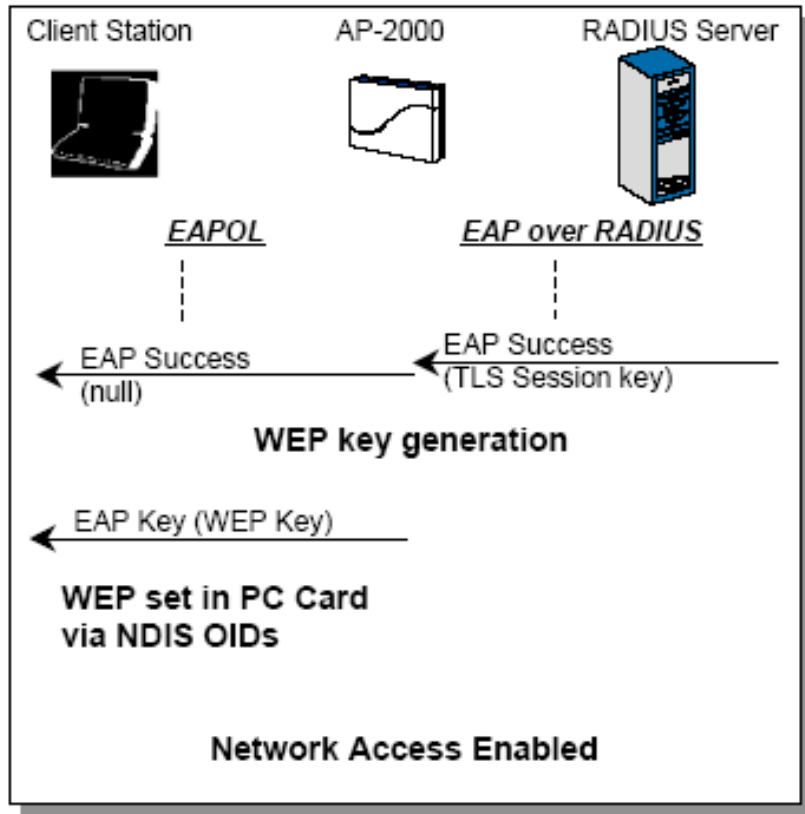 Client Station
AP-2000
RADIUS Server
EAPOL
EAP over RADIUS
EAP Success
(null)
EAP Success
(TLS Session key)
WEP key generation
EAP Key (WEP Key)
WEP set in PC Card
via NDIS OIDs
Network Access Enabled